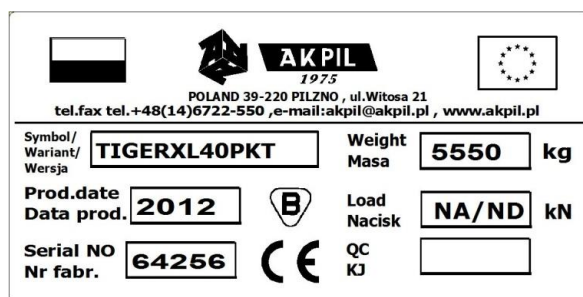 AKPIL
1975
POLAND 39-220 PILZNO , ul.Witosa 21
tel.fax tel.+48(14)6722-550 ,e-mail:akpil@akpil.pl , www.akpil.pl
Symbol/
Wariant/
Wersja
TIGERXL40PKT
Weight
Masa
5550 kg
Prod.date
Data prod.
2012
B
Load
Nacisk
NA/ND kN
Serial NO
Nr fabr.
64256
CE
QC
KJ